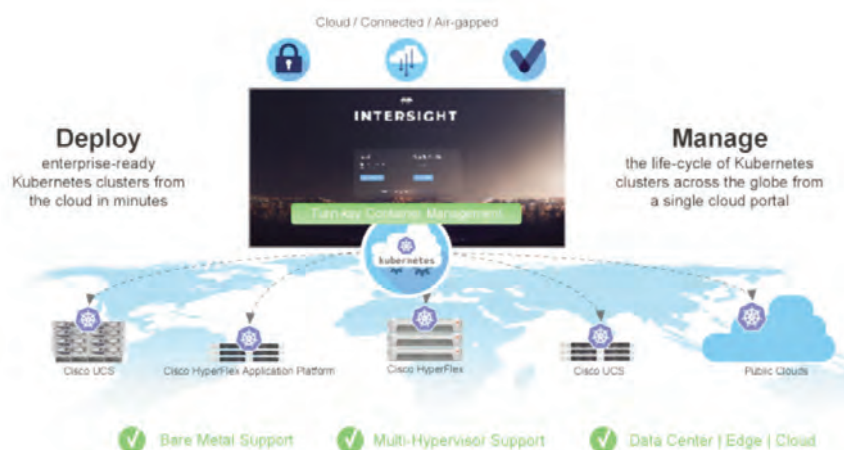 Cloud / Connected / Air-gapped
INTERSIGHT
Deploy
enterprise-ready
Kubernetes clusters from
the cloud in minutes
Manage
the life-cycle of Kubernetes
clusters across the globe from
a single cloud portal
Turn-key Container Management
kubernetes
Cisco UCS
Cisco HyperFlex Application Platform
Cisco HyperFlex
Cisco UCS
Public Clouds
Bare Metal Support
Multi-Hypervisor Support
Data Center | Edge | Cloud